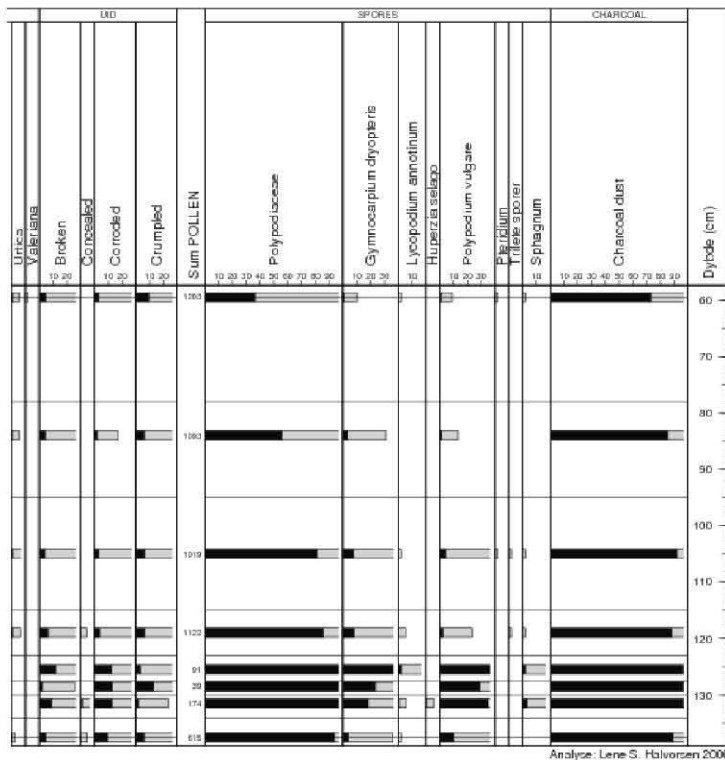 UID SPORES CHARCOAL
Urtica
Valeriana
Broken
Concealed
Corroded
Crumpled
Sum POLLEN
Polypodiaceae
Gymnocarpium dryopteris
Lycopodium annotinum
Huperzia selago
Polypodium vulgare
Pteridium
Trilete sporer
Sphagnum
Charcoal dust
Dybde (cm)
10 20 10 20 10 20 10 20 30 40 50 60 70 80 90 10 20 30 10 10 20 30 10 10 20 30 40 50 60 70 80 90
60
70
80
1093
90
100
1019
110
1122
120
91
39
130
174
Analyse: Lene S. Halvorsen